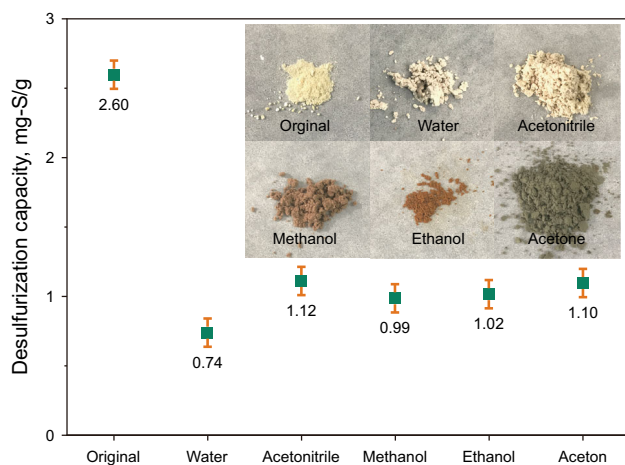 Desulfurization capacity, mg-S/g
3
2
1
0
2.60
0.74
1.12
0.99
1.02
1.10
Orginal
Water
Acetonitrile
Methanol
Ethanol
Acetone
Original
Water
Acetonitrile
Methanol
Ethanol
Aceton